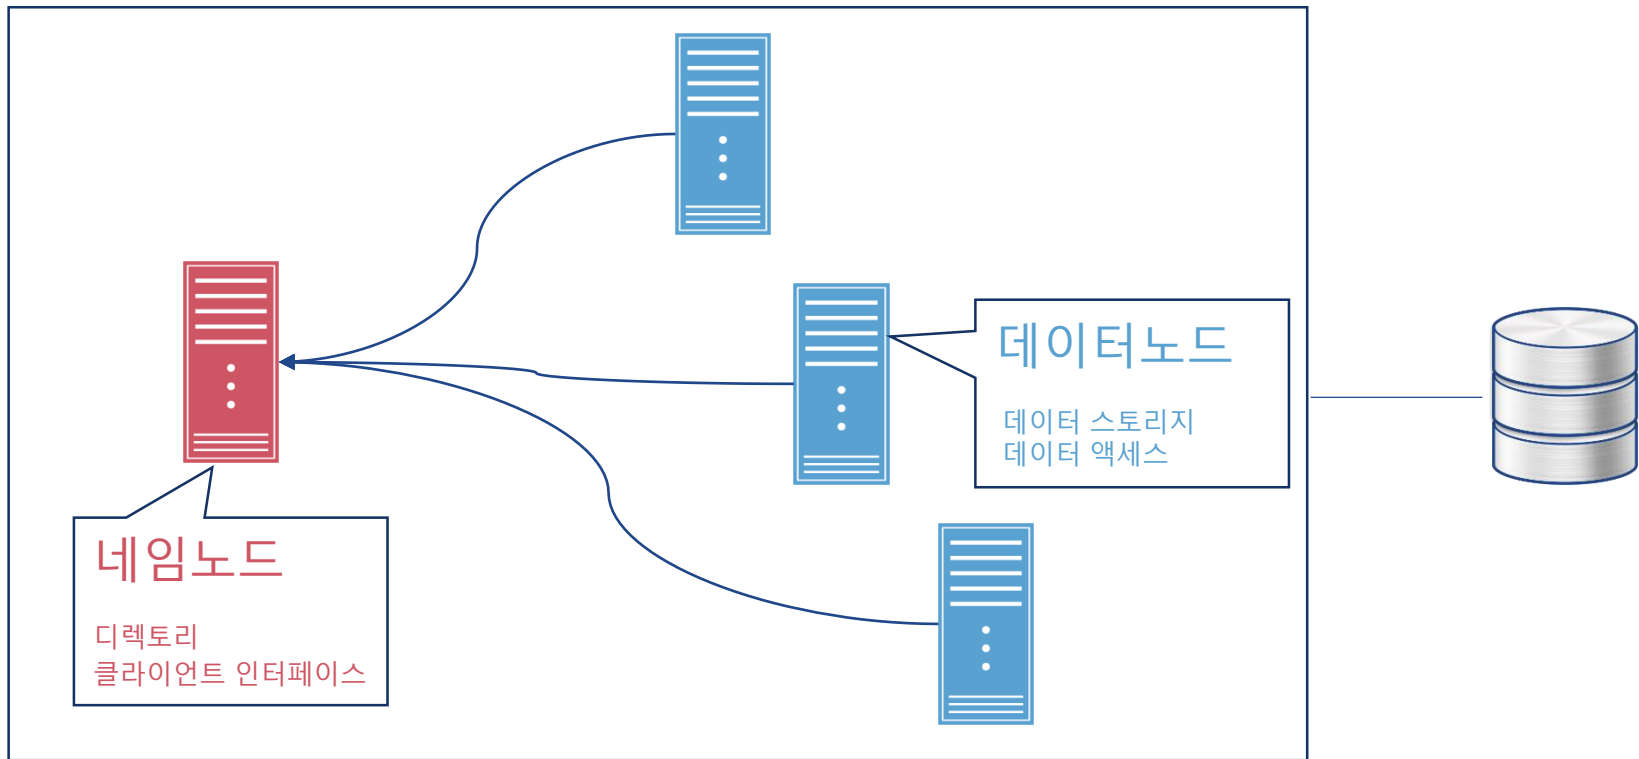 데이터노드
데이터 스토리지
데이터 액세스
네임노드
디렉토리
클라이언트 인터페이스